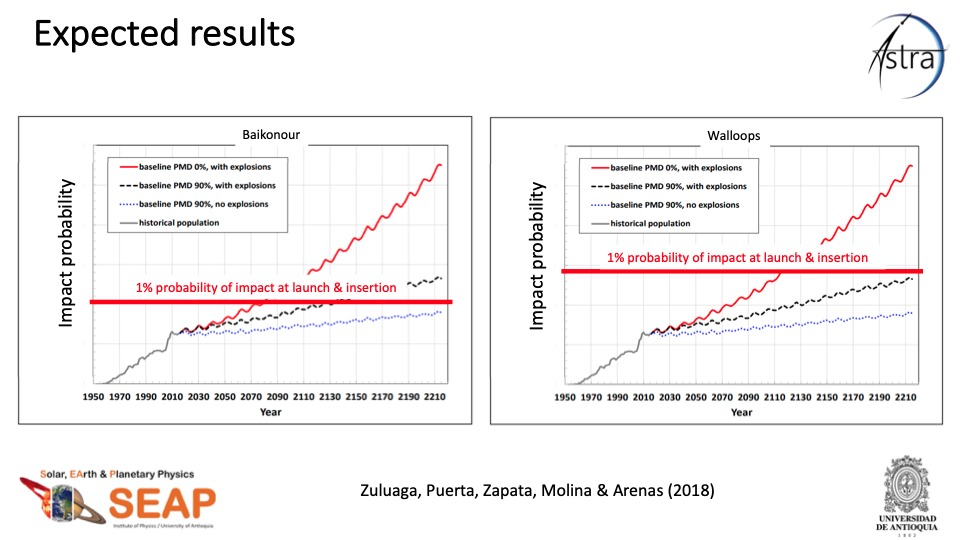 Expected results
Astra
Baikonour
baseline PMD 0%, with explosions
baseline PMD 90%, with explosions
baseline PMD 90%, no explosions
historical population
Impact probability
1% probability of impact at launch & insertion
1950 1970 1990 2010 2030 2050 2070 2090 2110 2130 2150 2170 2190 2210
Year
Walloops
baseline PMD 0%, with explosions
baseline PMD 90%, with explosions
baseline PMD 90%, no explosions
historical population
Impact probability
1% probability of impact at launch & insertion
1950 1970 1990 2010 2030 2050 2070 2090 2110 2130 2150 2170 2190 2210
Year
Solar, EArth & Planetary Physics
SEAP
Institute of Physics / University of Antioquia
Zuluaga, Puerta, Zapata, Molina & Arenas (2018)
UNIVERSIDAD
DE ANTIOQUIA
1803